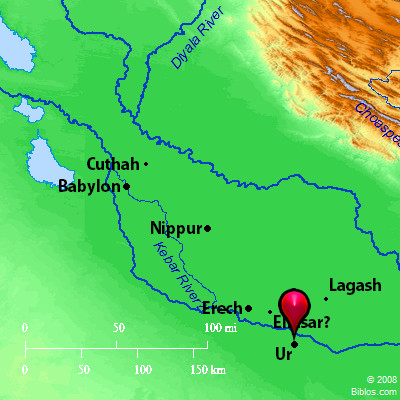 Diyala River
Choaspes
Cuthah
Babylon
Nippur
Kebar River
Lagash
Erech
Ellasar?
Ur
0 50 100 mi
0 50 100 150 km
© 2008
Biblos.com